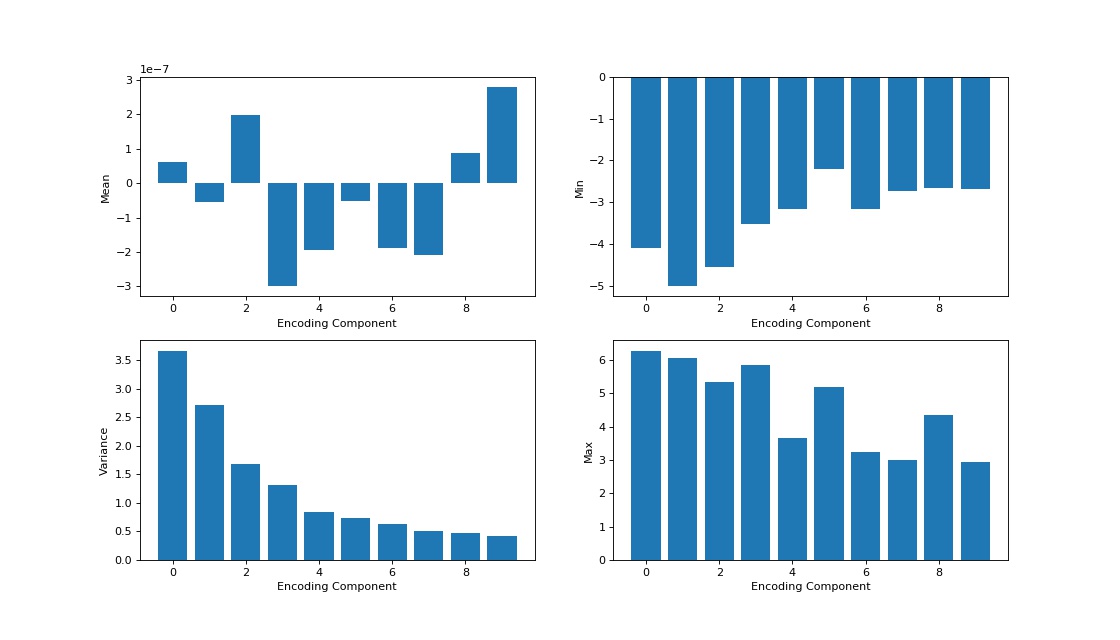 1e−7
3
2
1
0
−1
−2
−3
Mean
0 2 4 6 8
Encoding Component
0
−1
−2
−3
−4
−5
Min
0 2 4 6 8
Encoding Component
3.5
3.0
2.5
2.0
1.5
1.0
0.5
0.0
Variance
0 2 4 6 8
Encoding Component
6
5
4
3
2
1
0
Max
0 2 4 6 8
Encoding Component